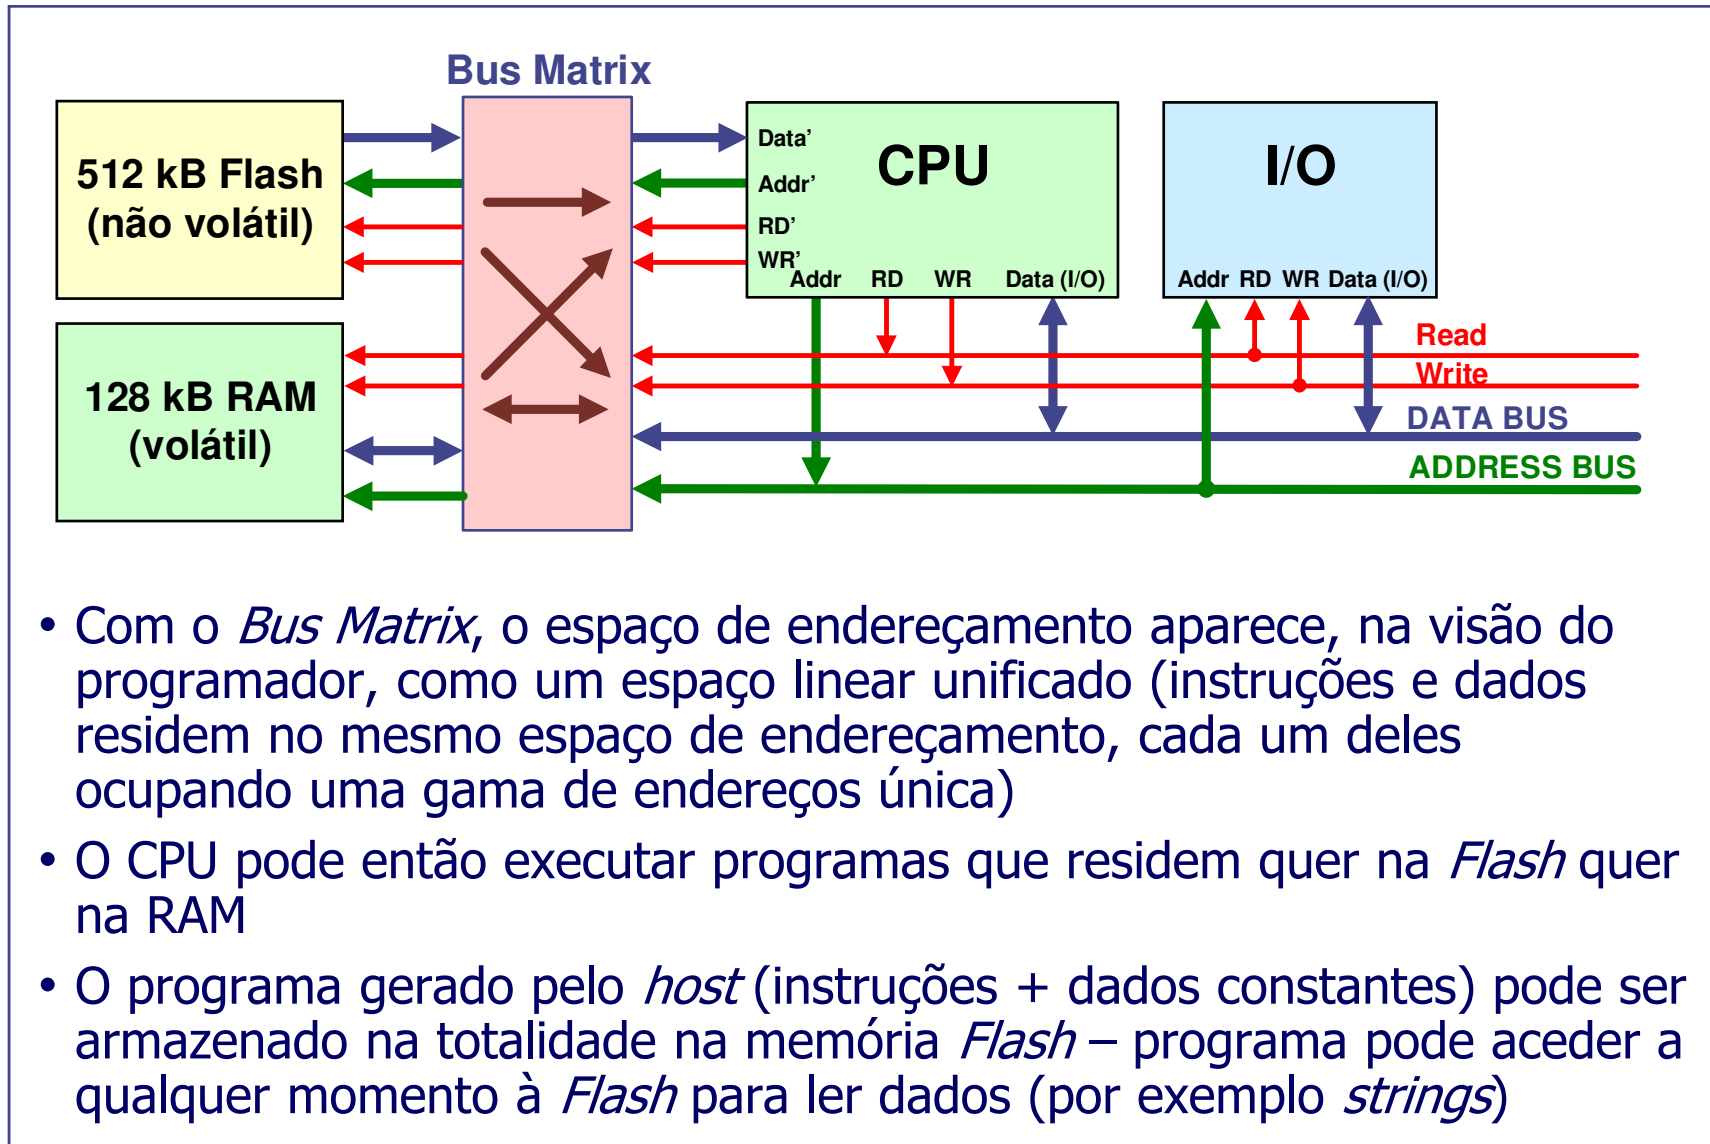 Bus Matrix
512 kB Flash
(não volátil)
128 kB RAM
(volátil)
Data’
Addr’
RD’
WR’
CPU
Addr RD WR Data (I/O)
I/O
Addr RD WR Data (I/O)
Read
Write
DATA BUS
ADDRESS BUS
• Com o Bus Matrix, o espaço de endereçamento aparece, na visão do
programador, como um espaço linear unificado (instruções e dados
residem no mesmo espaço de endereçamento, cada um deles
ocupando uma gama de endereços única)
• O CPU pode então executar programas que residem quer na Flash quer
na RAM
• O programa gerado pelo host (instruções + dados constantes) pode ser
armazenado na totalidade na memória Flash – programa pode aceder a
qualquer momento à Flash para ler dados (por exemplo strings)